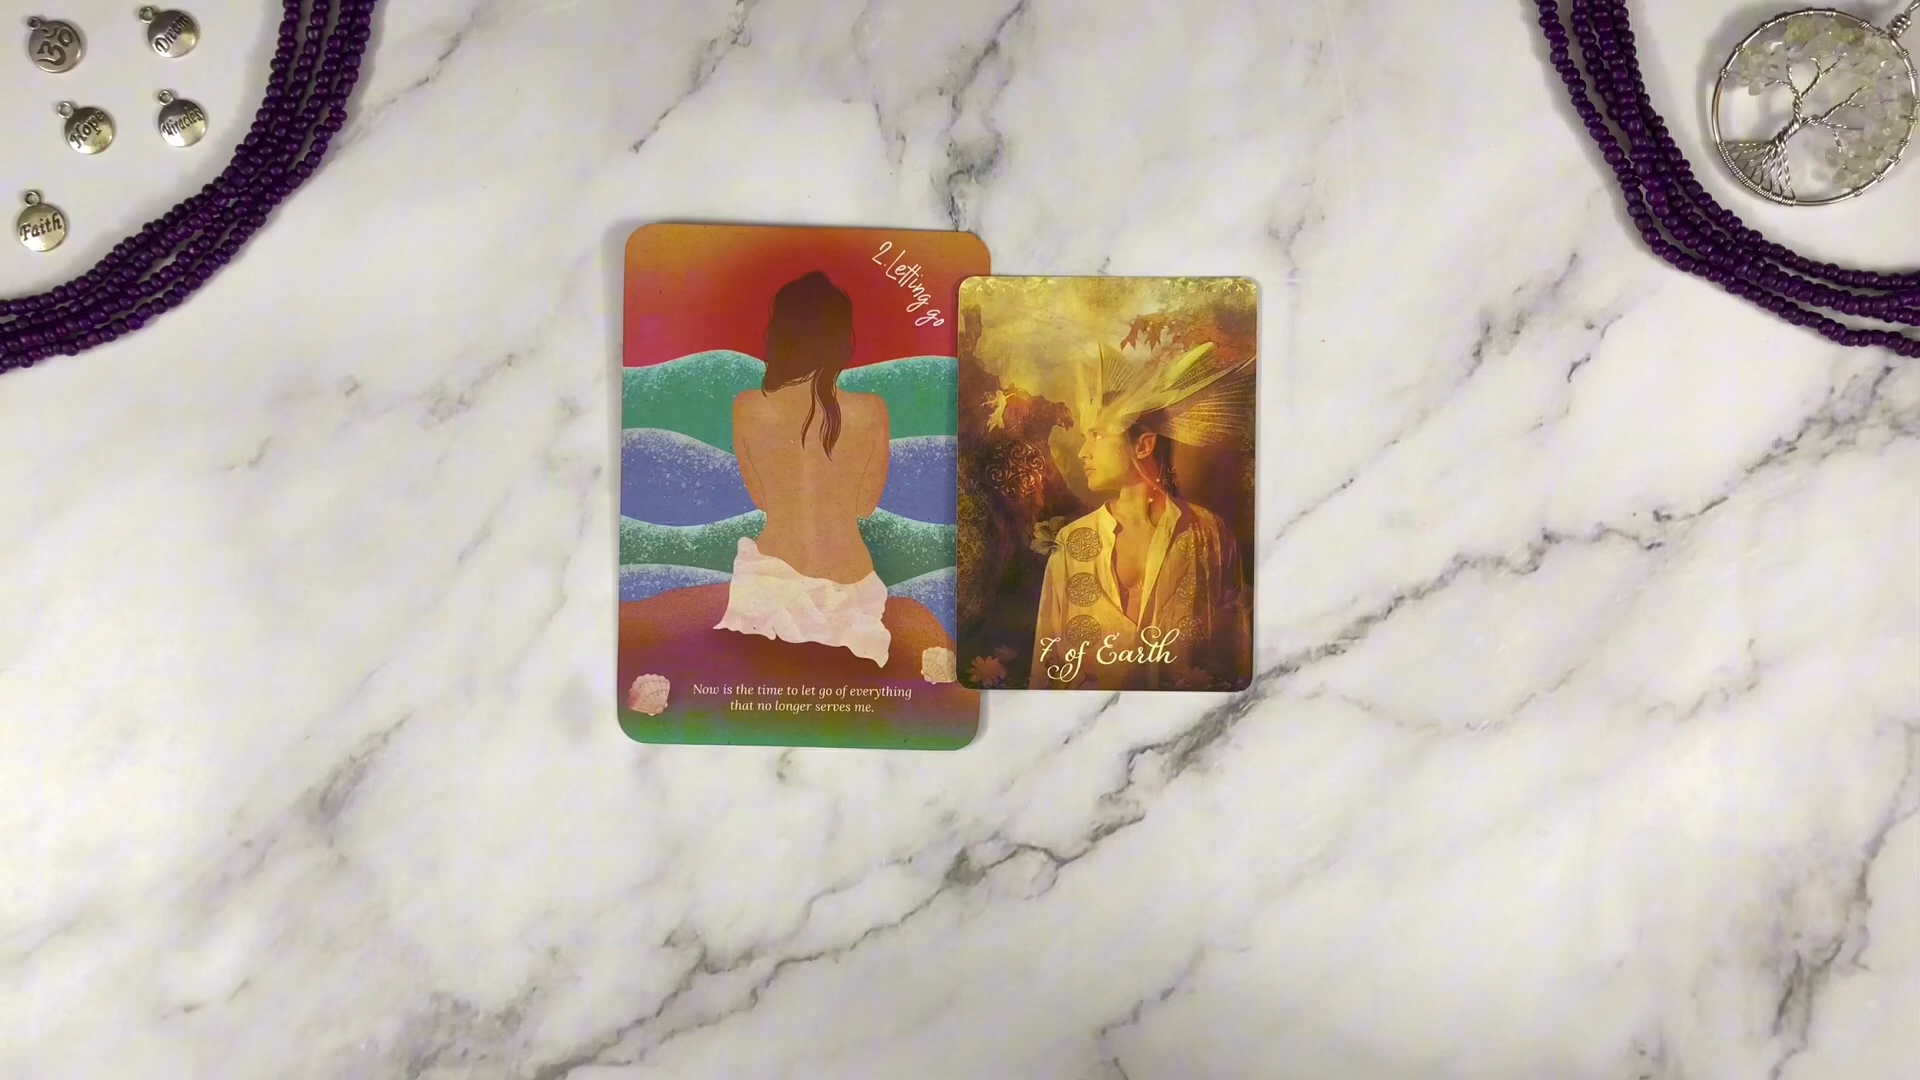 ॐ
Dream
Hope
Miracles
Faith
2. Letting go
Now is the time to let go of everything
that no longer serves me.
7 of Earth